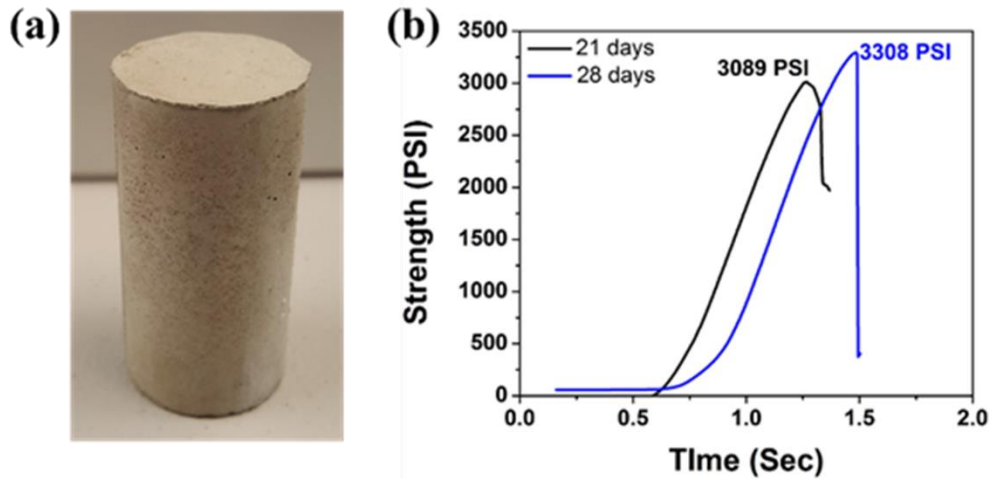 (a)
(b)
3500
3000
2500
2000
1500
1000
500
0
Strength (PSI)
21 days
28 days
3089 PSI
3308 PSI
0.0 0.5 1.0 1.5 2.0
TIme (Sec)